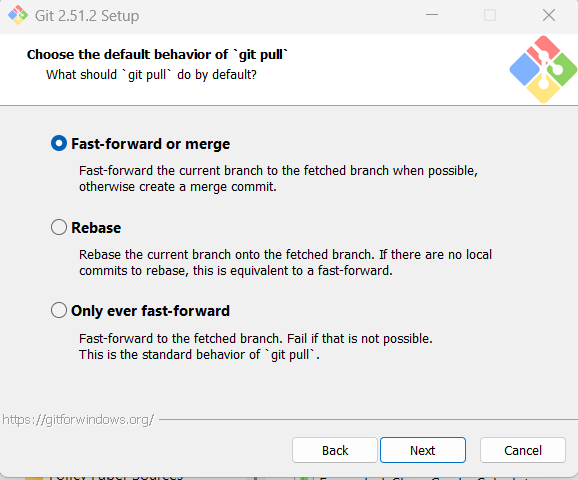 Git 2.51.2 Setup
Choose the default behavior of `git pull`
What should `git pull` do by default?
Fast-forward or merge
Fast-forward the current branch to the fetched branch when possible,
otherwise create a merge commit.
Rebase
Rebase the current branch onto the fetched branch. If there are no local
commits to rebase, this is equivalent to a fast-forward.
Only ever fast-forward
Fast-forward to the fetched branch. Fail if that is not possible.
This is the standard behavior of `git pull`.
https://gitforwindows.org/
Back
Next
Cancel